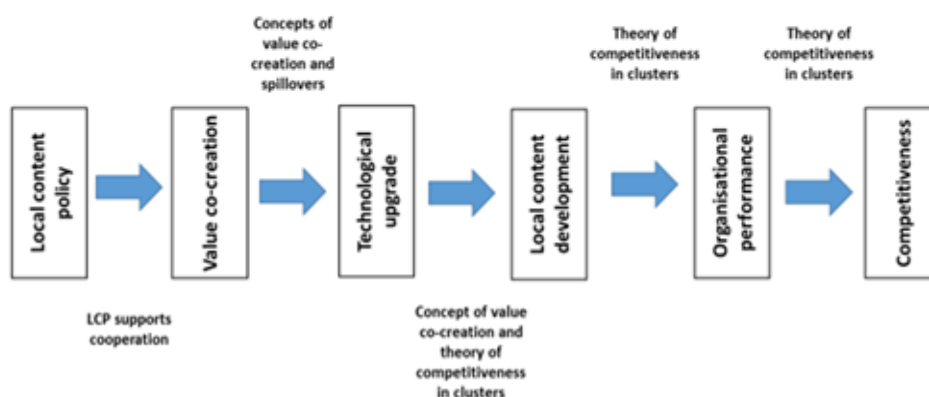 Concepts of
value co-
creation and
spillovers
Theory of
competitiveness
in clusters
Theory of
competitiveness
in clusters
Local content
policy
Value co-creation
Technological
upgrade
Local content
development
Organisational
performance
Competitiveness
LCP supports
cooperation
Concept of value
co-creation and
theory of
competitiveness
in clusters